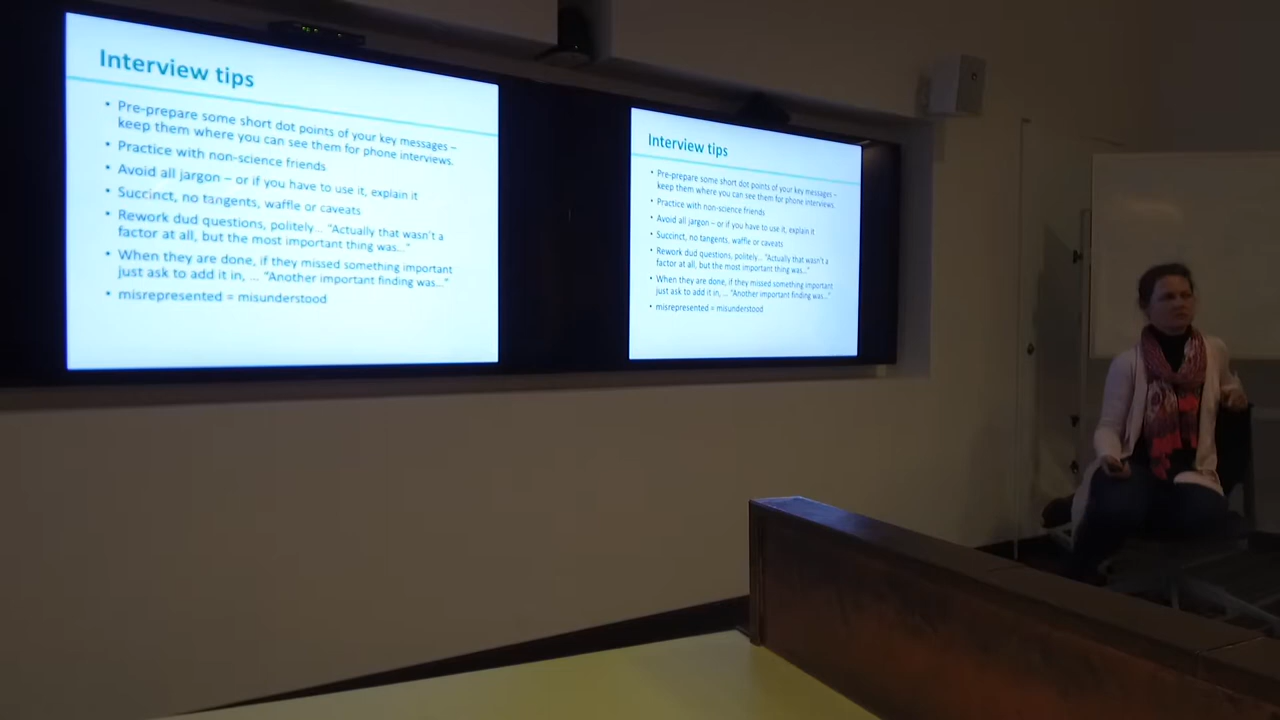 Interview tips
• Pre-prepare some short dot points of your key messages –
keep them where you can see them for phone interviews.
• Practice with non-science friends
• Avoid all jargon – or if you have to use it, explain it
• Succinct, no tangents, waffle or caveats
• Rework dud questions, politely... "Actually that wasn't a
factor at all, but the most important thing was..."
• When they are done, if they missed something important
just ask to add it in, ... "Another important finding was..."
• misrepresented = misunderstood
Interview tips
• Pre-prepare some short dot points of your key messages –
keep them where you can see them for phone interviews.
• Practice with non-science friends
• Avoid all jargon – or if you have to use it, explain it
• Succinct, no tangents, waffle or caveats
• Rework dud questions, politely... "Actually that wasn't a
factor at all, but the most important thing was..."
• When they are done, if they missed something important
just ask to add it in, ... "Another important finding was..."
• misrepresented = misunderstood